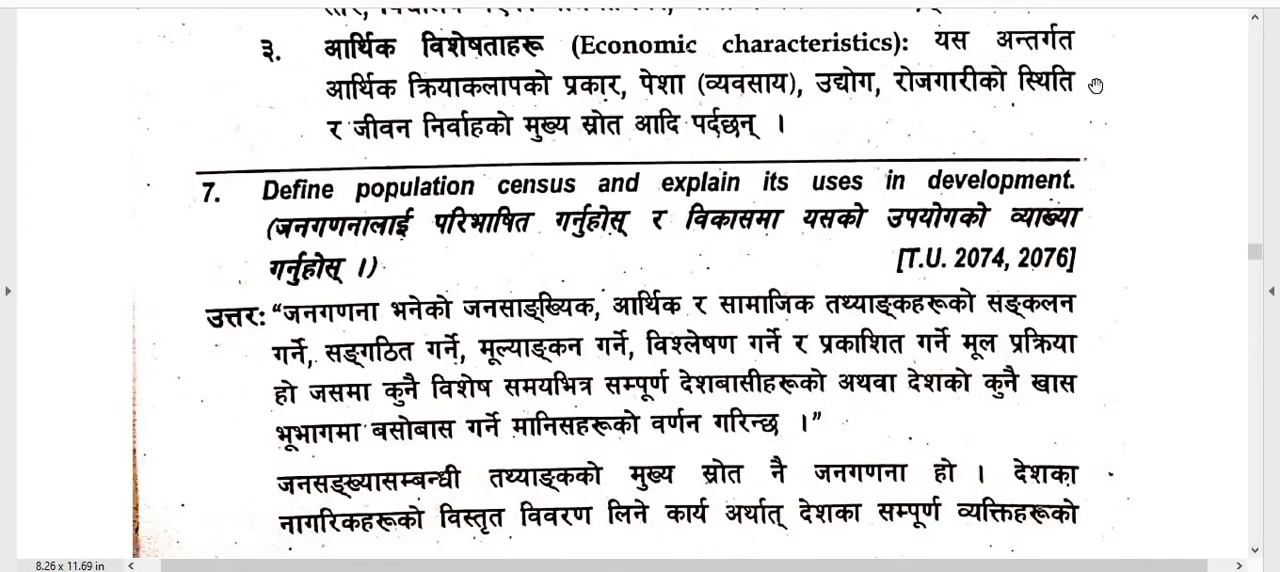 ३. आर्थिक विशेषताहरू (Economic characteristics): यस अन्तर्गत
आर्थिक क्रियाकलापको प्रकार, पेशा (व्यवसाय), उद्योग, रोजगारीको स्थिति
र जीवन निर्वाहको मुख्य स्रोत आदि पर्दछन् ।
7. Define population census and explain its uses in development.
(जनगणनालाई परिभाषित गर्नुहोस् र विकासमा यसको उपयोगको व्याख्या
गर्नुहोस् ।) [T.U. 2074, 2076]
उत्तर: “जनगणना भनेको जनसाङ्ख्यिक, आर्थिक र सामाजिक तथ्याङ्कहरूको सङ्कलन
गर्ने, सङ्गठित गर्ने, मूल्याङ्कन गर्ने, विश्लेषण गर्ने र प्रकाशित गर्ने मूल प्रक्रिया
हो जसमा कुनै विशेष समयभित्र सम्पूर्ण देशबासीहरूको अथवा देशको कुनै खास
भूभागमा बसोबास गर्ने मानिसहरूको वर्णन गरिन्छ ।”
जनसङ्ख्यासम्बन्धी तथ्याङ्कको मुख्य स्रोत नै जनगणना हो । देशका
नागरिकहरूको विस्तृत विवरण लिने कार्य अर्थात् देशका सम्पूर्ण व्यक्तिहरूको
8.26 x 11.69 in